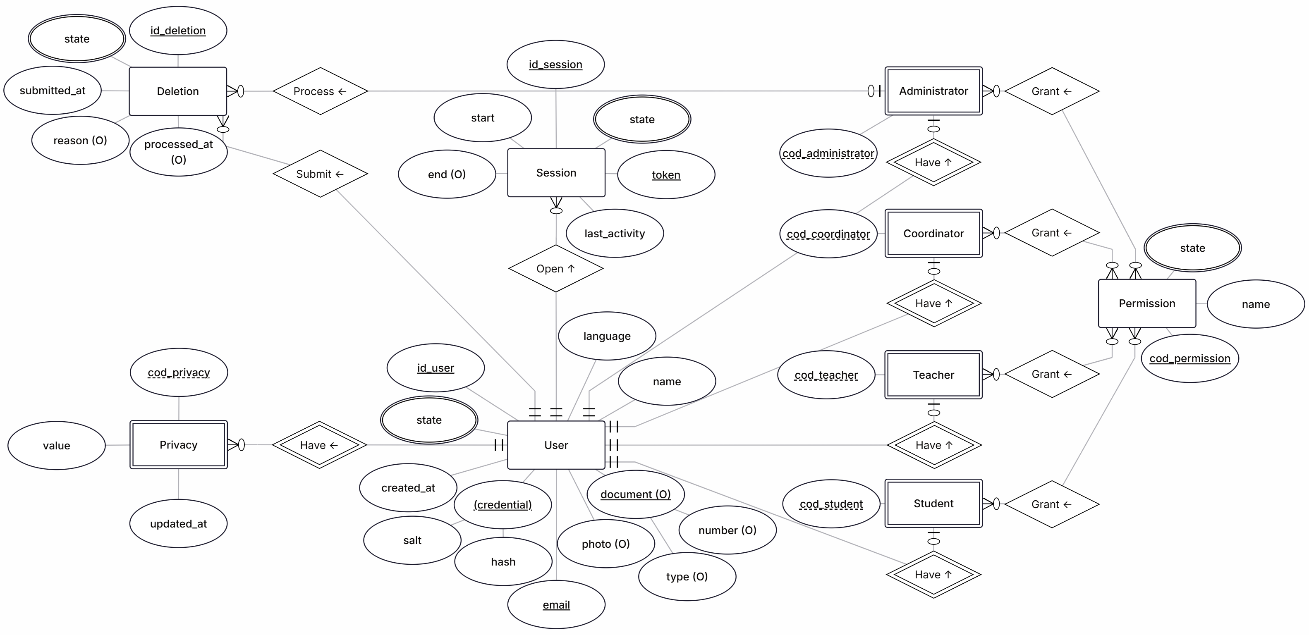 id_deletion
state
Deletion
submitted_at
reason (O)
processed_at
(O)
Process ←
Submit ←
id_session
start
state
end (O)
Session
token
last_activity
Open ↑
Administrator
cod_administrator
Have ↑
Grant ←
Coordinator
cod_coordinator
Have ↑
Grant ←
state
Permission
name
cod_permission
Teacher
cod_teacher
Have ↑
Grant ←
Student
cod_student
Have ↑
Grant ←
cod_privacy
value
Privacy
updated_at
Have ←
language
id_user
name
state
User
created_at
(credential)
salt
hash
email
photo (O)
document (O)
number (O)
type (O)